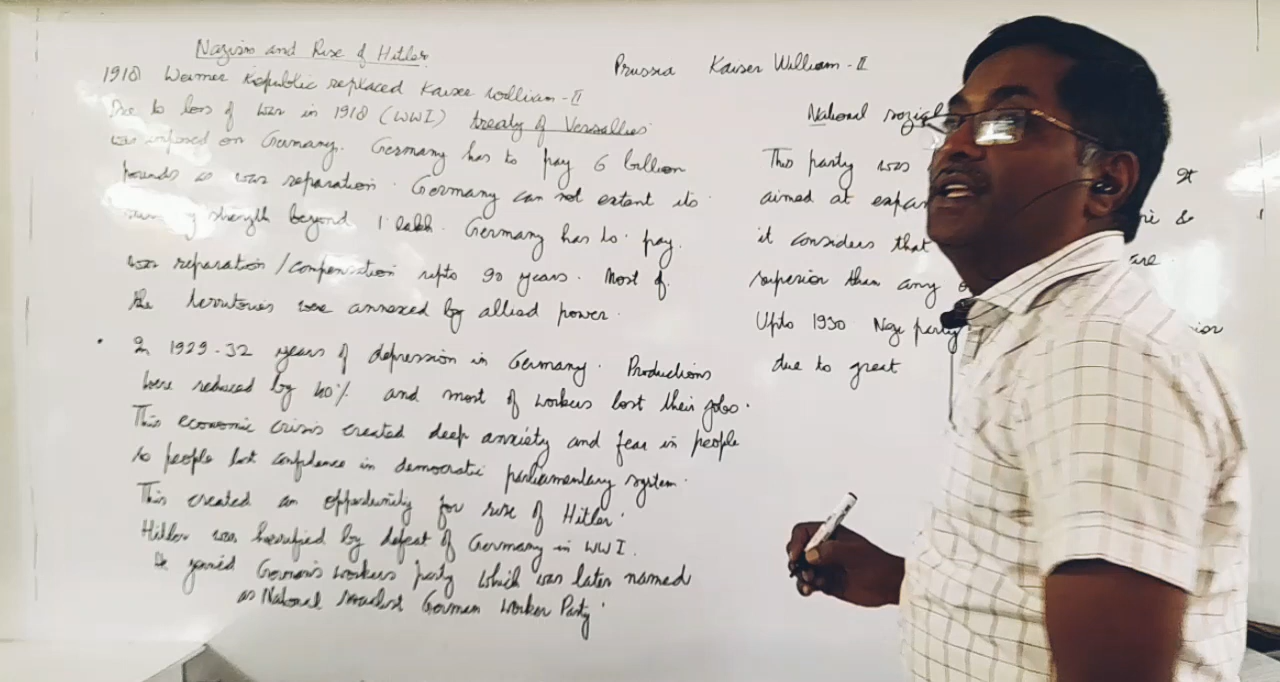 Nazism and Rise of Hitler
1918 Weimer Republic replaced Kaiser William-II
Due to loss of war in 1918 (WWI) treaty of Versallies
was imposed on Germany. Germany has to pay 6 billion
pounds as war reparation. Germany can not extent its
strength beyond 1 lakh. Germany has to pay
war reparation/compensation upto 90 years. Most of
the territories were annexed by allied power.
In 1929-32 years of depression in Germany. Productions
were reduced by 40% and most of workers lost their jobs.
This economic crisis created deep anxiety and fear in people
so people lost confidence in democratic parliamentary system.
This created an opportunity for rise of Hitler.
Hitler was horrified by defeat of Germany in WWI.
He joined German's workers party which was later named
as National Socialist German Worker Party.
Prussia Kaiser William-II
National sozial
This party was It
aimed at expan &
it considers that are
superior than any
Upto 1930 Nazi party
due to great